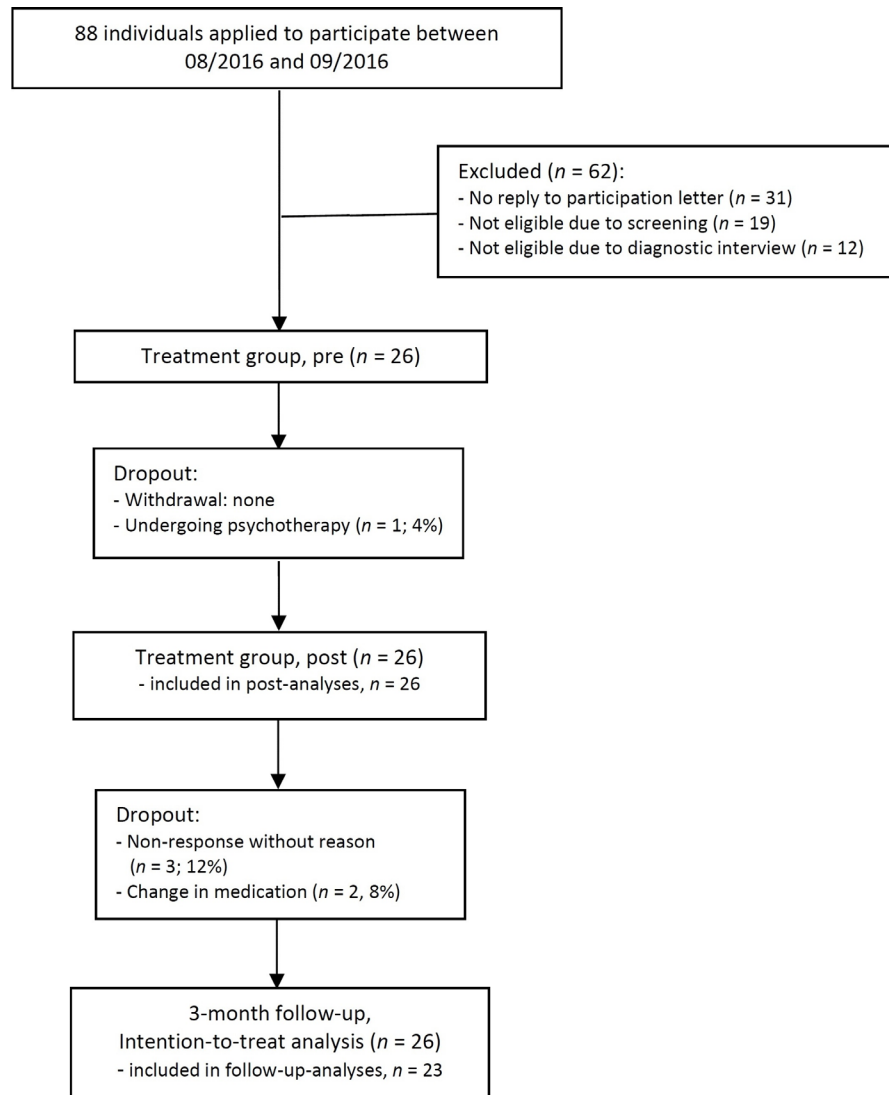 88 individuals applied to participate between
08/2016 and 09/2016
Excluded (n = 62):
- No reply to participation letter (n = 31)
- Not eligible due to screening (n = 19)
- Not eligible due to diagnostic interview (n = 12)
Treatment group, pre (n = 26)
Dropout:
- Withdrawal: none
- Undergoing psychotherapy (n = 1; 4%)
Treatment group, post (n = 26)
- included in post-analyses, n = 26
Dropout:
- Non-response without reason
(n = 3; 12%)
- Change in medication (n = 2, 8%)
3-month follow-up,
Intention-to-treat analysis (n = 26)
- included in follow-up-analyses, n = 23